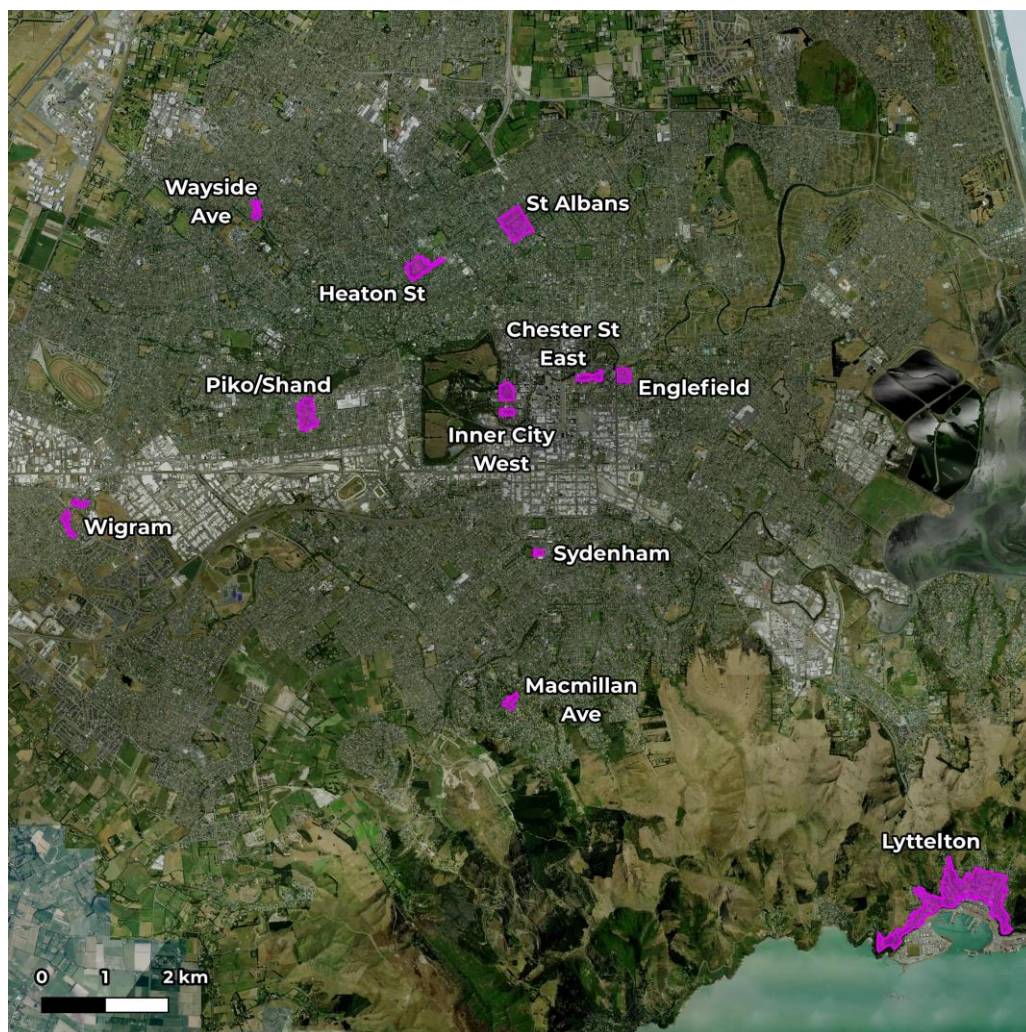 Wayside
Ave
St Albans
Heaton St
Chester St
East
Piko/Shand
Englefield
Inner City
West
Wigram
Sydenham
Macmillan
Ave
Lyttelton
0 1 2 km